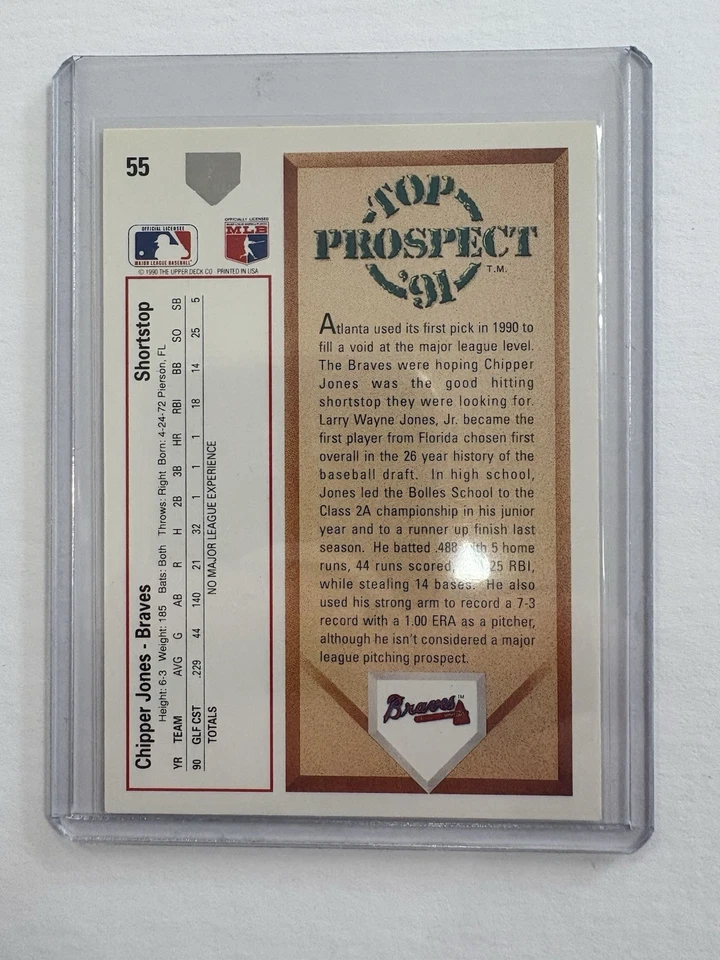 55
OFFICIAL LICENSEE
MAJOR LEAGUE BASEBALL
OFFICIALLY LICENSED
MLB
© 1990 THE UPPER DECK CO. PRINTED IN USA
Chipper Jones - Braves Shortstop
Height: 6-3 Weight: 185 Bats: Both Throws: Right Born: 4-24-72 Pierson, FL
YR TEAM AVG G AB R H 2B 3B HR RBI BB SO SB
90 GLF CST .229 44 140 21 32 1 1 1 18 14 25 5
TOTALS NO MAJOR LEAGUE EXPERIENCE
TOP
PROSPECT
'91
T.M.
Atlanta used its first pick in 1990 to
fill a void at the major league level.
The Braves were hoping Chipper
Jones was the good hitting
shortstop they were looking for.
Larry Wayne Jones, Jr. became the
first player from Florida chosen first
overall in the 26 year history of the
baseball draft. In high school,
Jones led the Bolles School to the
Class 2A championship in his junior
year and to a runner up finish last
season. He batted .488 with 5 home
runs, 44 runs scored, 25 RBI,
while stealing 14 bases. He also
used his strong arm to record a 7-3
record with a 1.00 ERA as a pitcher,
although he isn't considered a major
league pitching prospect.
Braves TM